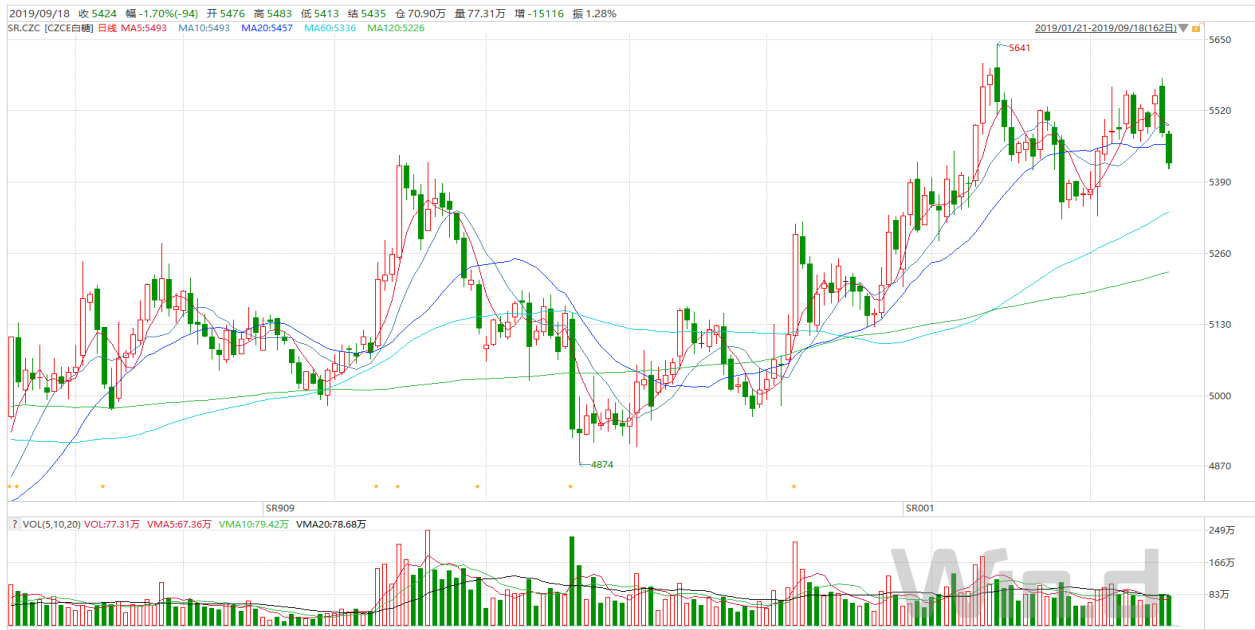 2019/09/18 收 5424 幅 -1.70%(-94) 开 5476 高 5483 低 5413 结 5435 仓 70.90万 量 77.31万 增 -15116 振 1.28%
SR.CZC [CZCE白糖] 日线 MA5:5493 MA10:5493 MA20:5457 MA60:5336 MA120:5226 2019/01/21-2019/09/18(162日)
5650
5641
5520
5390
5260
5130
5000
4870
4874
SR909 SR001
? VOL(5,10,20) VOL:77.31万 VMA5:67.36万 VMA10:79.42万 VMA20:78.68万
249万
166万
83万
Wind